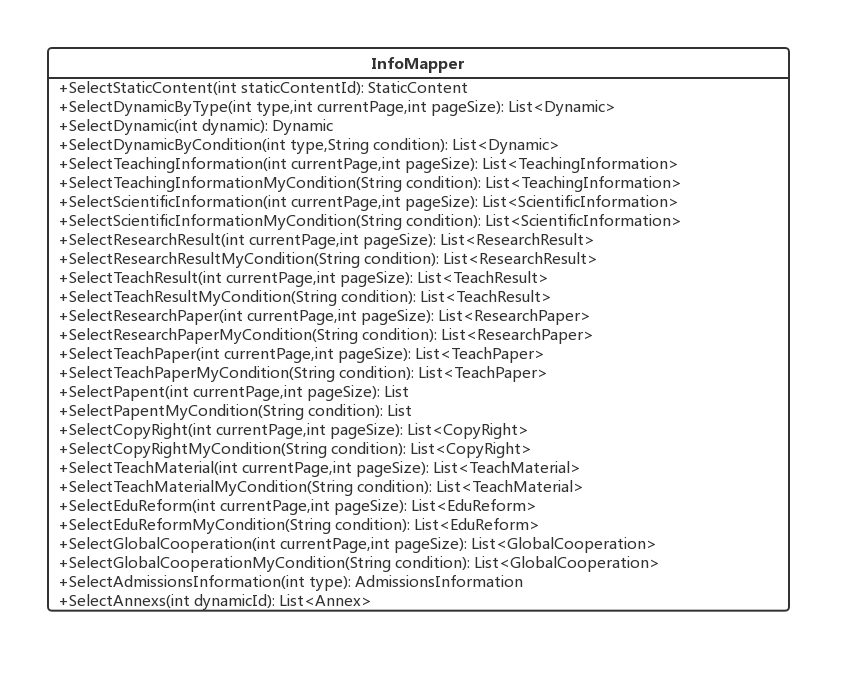 InfoMapper
+SelectStaticContent(int staticContentId): StaticContent
+SelectDynamicByType(int type,int currentPage,int pageSize): List<Dynamic>
+SelectDynamic(int dynamic): Dynamic
+SelectDynamicByCondition(int type,String condition): List<Dynamic>
+SelectTeachingInformation(int currentPage,int pageSize): List<TeachingInformation>
+SelectTeachingInformationMyCondition(String condition): List<TeachingInformation>
+SelectScientificInformation(int currentPage,int pageSize): List<ScientificInformation>
+SelectScientificInformationMyCondition(String condition): List<ScientificInformation>
+SelectResearchResult(int currentPage,int pageSize): List<ResearchResult>
+SelectResearchResultMyCondition(String condition): List<ResearchResult>
+SelectTeachResult(int currentPage,int pageSize): List<TeachResult>
+SelectTeachResultMyCondition(String condition): List<TeachResult>
+SelectResearchPaper(int currentPage,int pageSize): List<ResearchPaper>
+SelectResearchPaperMyCondition(String condition): List<ResearchPaper>
+SelectTeachPaper(int currentPage,int pageSize): List<TeachPaper>
+SelectTeachPaperMyCondition(String condition): List<TeachPaper>
+SelectPapent(int currentPage,int pageSize): List
+SelectPapentMyCondition(String condition): List
+SelectCopyRight(int currentPage,int pageSize): List<CopyRight>
+SelectCopyRightMyCondition(String condition): List<CopyRight>
+SelectTeachMaterial(int currentPage,int pageSize): List<TeachMaterial>
+SelectTeachMaterialMyCondition(String condition): List<TeachMaterial>
+SelectEduReform(int currentPage,int pageSize): List<EduReform>
+SelectEduReformMyCondition(String condition): List<EduReform>
+SelectGlobalCooperation(int currentPage,int pageSize): List<GlobalCooperation>
+SelectGlobalCooperationMyCondition(String condition): List<GlobalCooperation>
+SelectAdmissionsInformation(int type): AdmissionsInformation
+SelectAnnexs(int dynamicId): List<Annex>